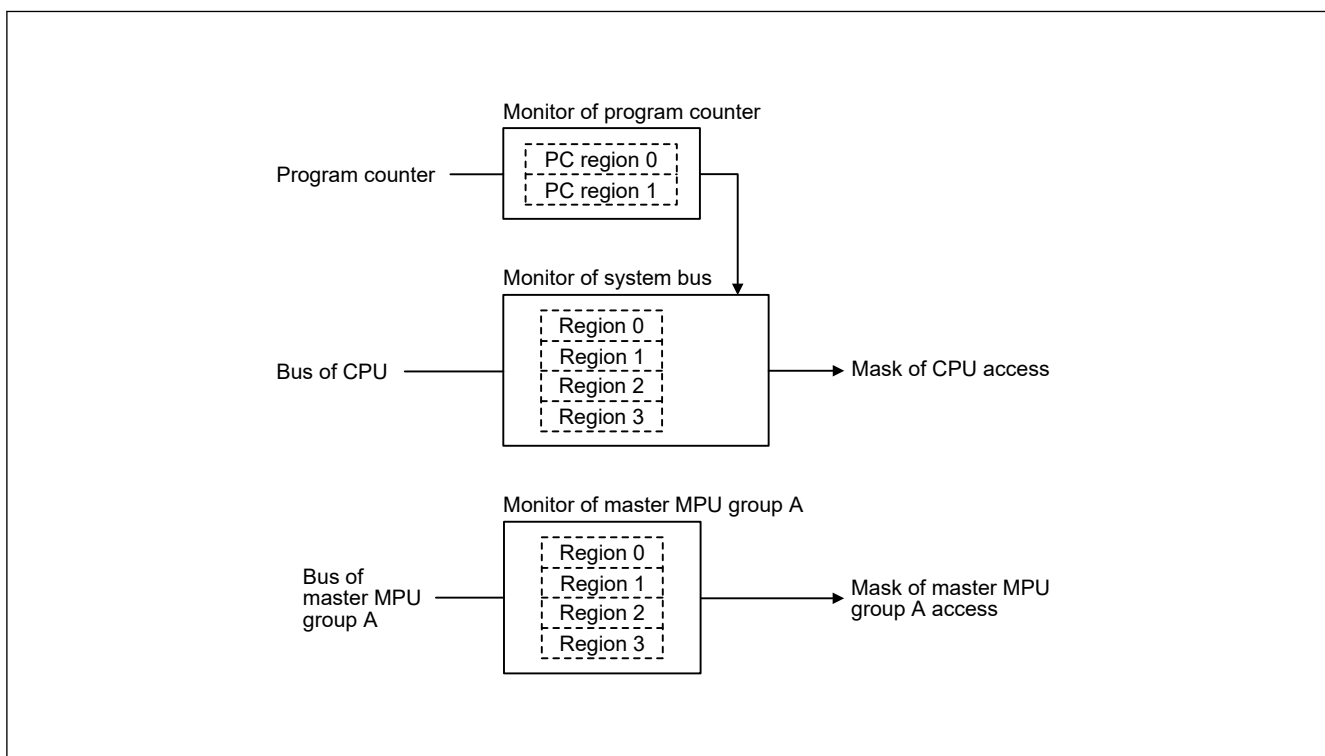 Monitor of program counter
Program counter
PC region 0
PC region 1
Monitor of system bus
Bus of CPU
Region 0
Region 1
Region 2
Region 3
Mask of CPU access
Monitor of master MPU group A
Bus of
master MPU
group A
Region 0
Region 1
Region 2
Region 3
Mask of master MPU
group A access